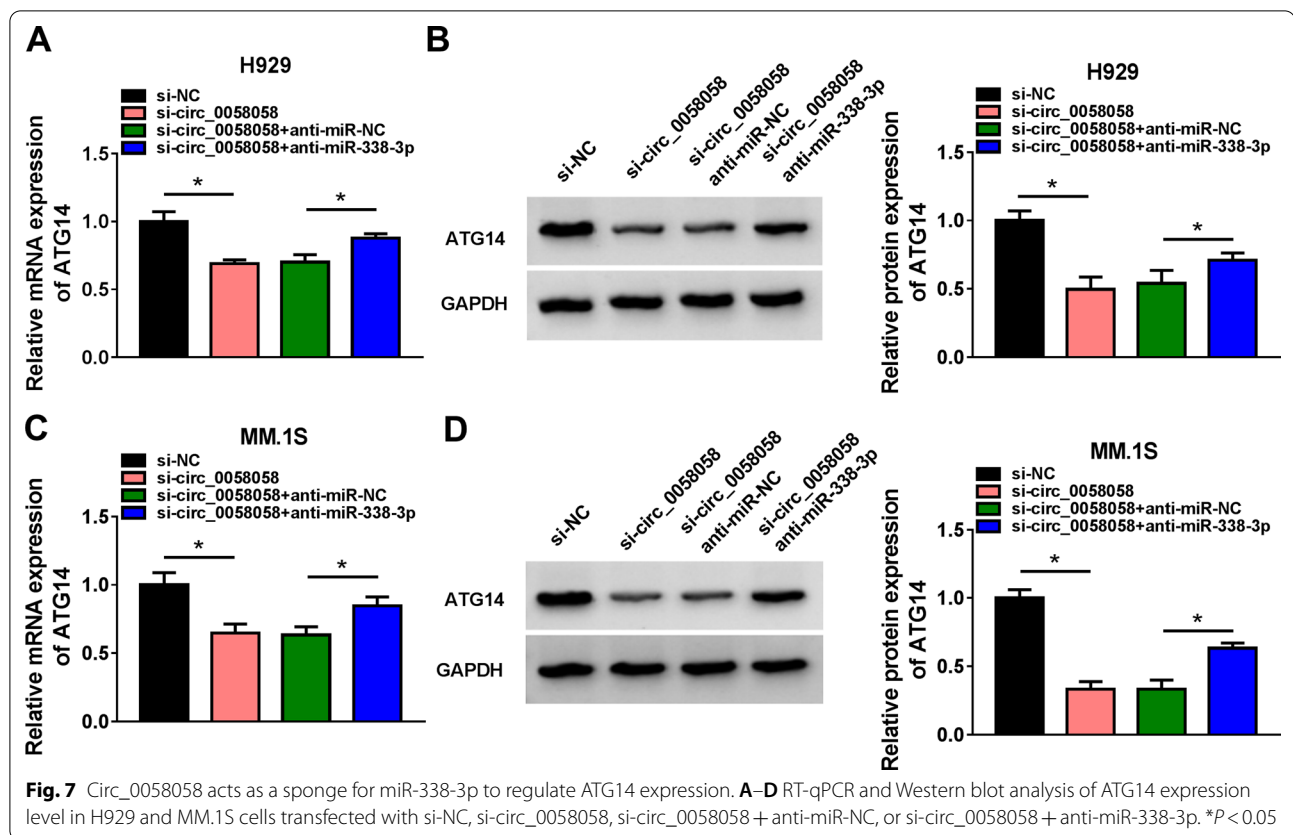 A
H929
si-NC
si-circ_0058058
si-circ_0058058+anti-miR-NC
si-circ_0058058+anti-miR-338-3p
Relative mRNA expression
of ATG14
1.5
1.0
0.5
0.0
*
*
B
si-NC
si-circ_0058058
si-circ_0058058
anti-miR-NC
si-circ_0058058
anti-miR-338-3p
ATG14
GAPDH
H929
si-NC
si-circ_0058058
si-circ_0058058+anti-miR-NC
si-circ_0058058+anti-miR-338-3p
Relative protein expression
of ATG14
1.5
1.0
0.5
0.0
*
*
C
MM.1S
si-NC
si-circ_0058058
si-circ_0058058+anti-miR-NC
si-circ_0058058+anti-miR-338-3p
Relative mRNA expression
of ATG14
1.5
1.0
0.5
0.0
*
*
D
si-NC
si-circ_0058058
si-circ_0058058
anti-miR-NC
si-circ_0058058
anti-miR-338-3p
ATG14
GAPDH
MM.1S
si-NC
si-circ_0058058
si-circ_0058058+anti-miR-NC
si-circ_0058058+anti-miR-338-3p
Relative protein expression
of ATG14
1.5
1.0
0.5
0.0
*
*
Fig. 7 Circ_0058058 acts as a sponge for miR-338-3p to regulate ATG14 expression. A–D RT-qPCR and Western blot analysis of ATG14 expression
level in H929 and MM.1S cells transfected with si-NC, si-circ_0058058, si-circ_0058058 + anti-miR-NC, or si-circ_0058058 + anti-miR-338-3p. *P < 0.05